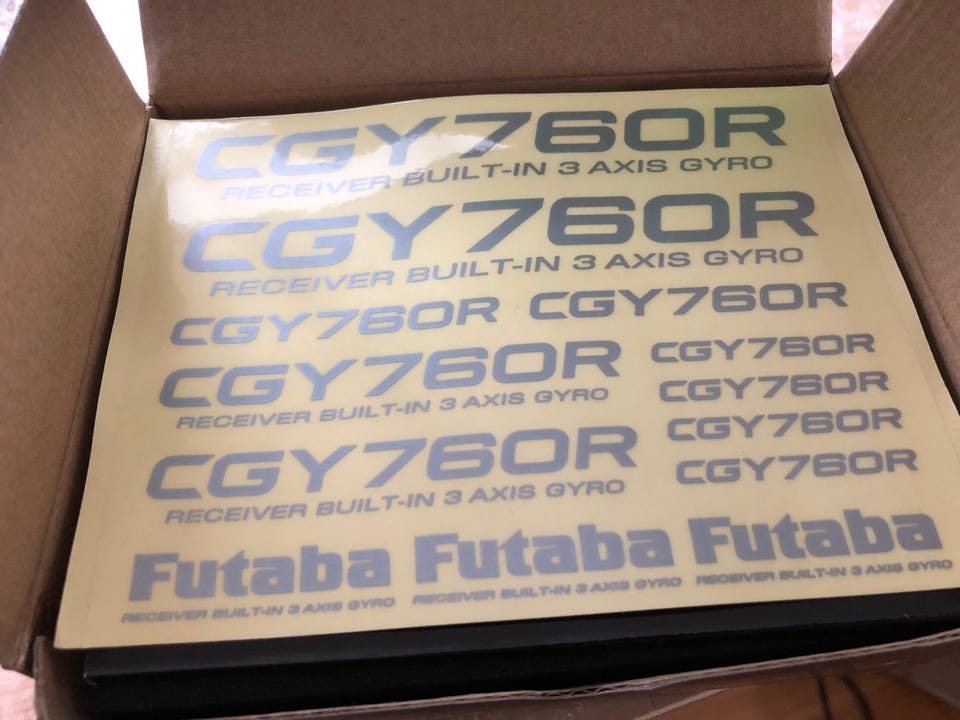 CGY760R
RECEIVER BUILT-IN 3 AXIS GYRO
CGY760R
RECEIVER BUILT-IN 3 AXIS GYRO
CGY760R CGY760R
CGY760R
RECEIVER BUILT-IN 3 AXIS GYRO
CGY760R
RECEIVER BUILT-IN 3 AXIS GYRO
CGY760R
CGY760R
CGY760R
CGY760R
Futaba Futaba Futaba
RECEIVER BUILT-IN 3 AXIS GYRO RECEIVER BUILT-IN 3 AXIS GYRO RECEIVER BUILT-IN 3 AXIS GYRO